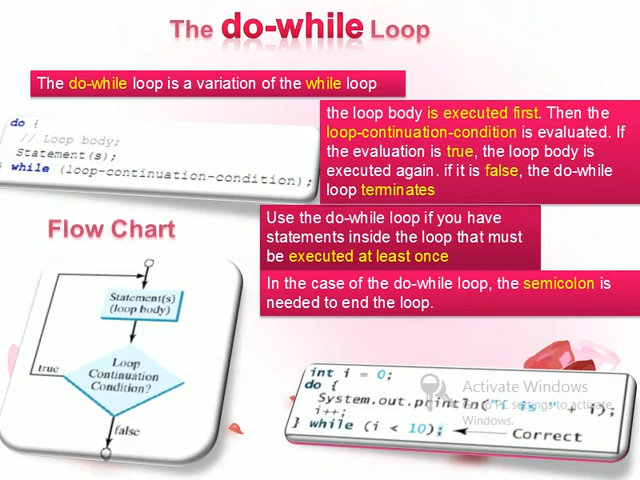 The do-while Loop
The do-while loop is a variation of the while loop
do {
// Loop body;
Statement(s);
while (loop-continuation-condition);
the loop body is executed first. Then the
loop-continuation-condition is evaluated. If
the evaluation is true, the loop body is
executed again. if it is false, the do-while
loop terminates
Flow Chart
Use the do-while loop if you have
statements inside the loop that must
be executed at least once
In the case of the do-while loop, the semicolon is
needed to end the loop.
Statement(s)
(loop body)
Loop
Continuation
Condition?
true
false
int i = 0;
do {
System.out.println("I is " + i);
i++;
} while (i < 10);
Correct
Activate Windows
PC settings to activate
Windows.